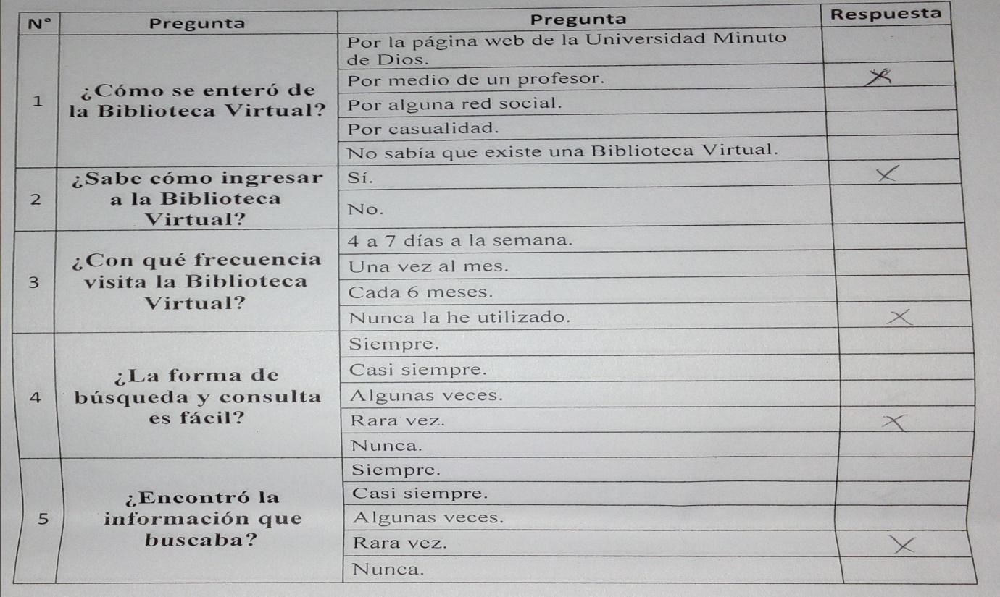 N° Pregunta Pregunta Respuesta
1
¿Cómo se enteró de
la Biblioteca Virtual?
Por la página web de la Universidad Minuto
de Dios.
Por medio de un profesor. X
Por alguna red social.
Por casualidad.
No sabía que existe una Biblioteca Virtual.
2
¿Sabe cómo ingresar
a la Biblioteca
Virtual?
Sí. X
No.
3
¿Con qué frecuencia
visita la Biblioteca
Virtual?
4 a 7 días a la semana.
Una vez al mes.
Cada 6 meses.
Nunca la he utilizado. X
4
¿La forma de
búsqueda y consulta
es fácil?
Siempre.
Casi siempre.
Algunas veces.
Rara vez. X
Nunca.
5
¿Encontró la
información que
buscaba?
Siempre.
Casi siempre.
Algunas veces.
Rara vez. X
Nunca.